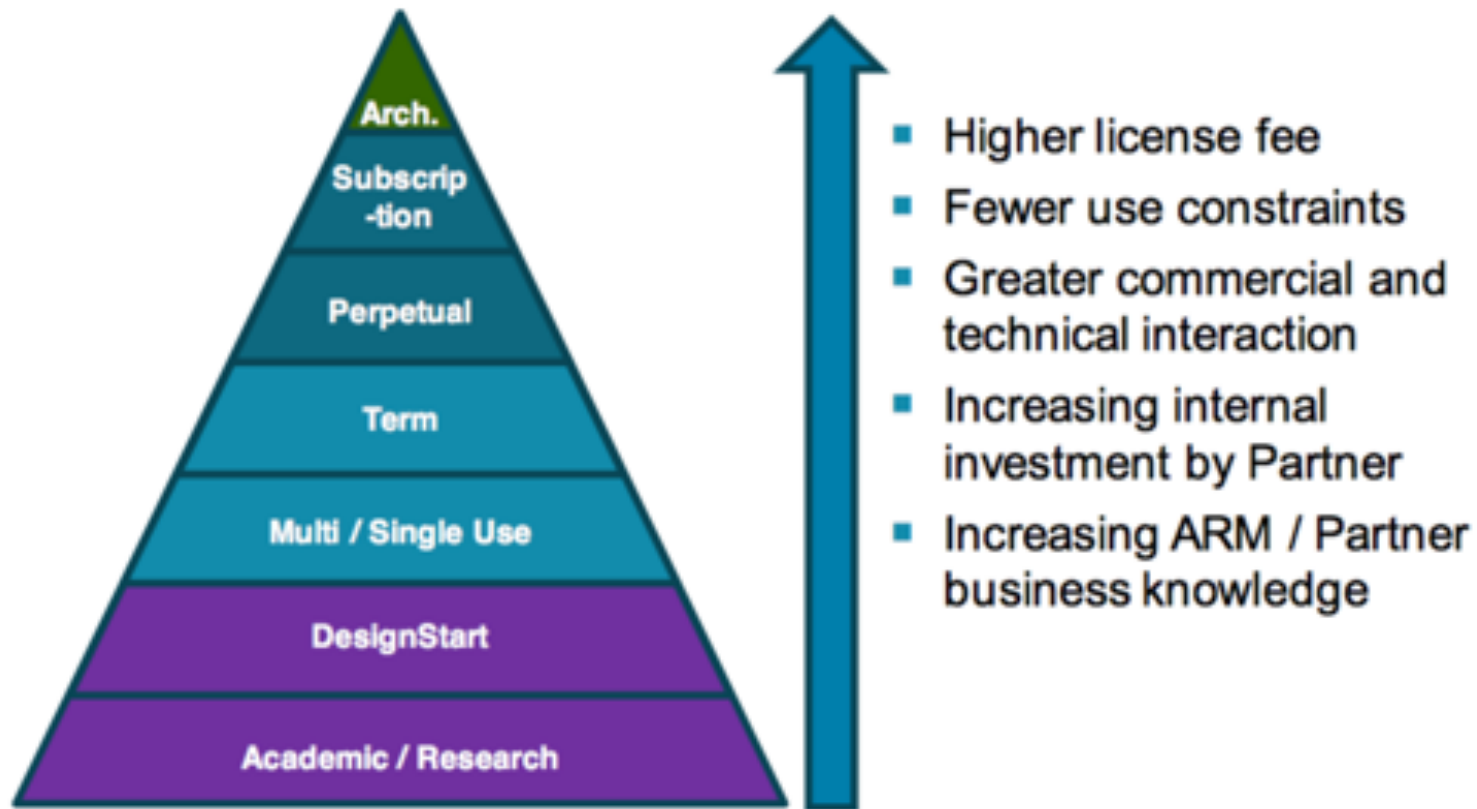 Arch.
Subscrip
-tion
Perpetual
Term
Multi / Single Use
DesignStart
Academic / Research
Higher license fee
Fewer use constraints
Greater commercial and
technical interaction
Increasing internal
investment by Partner
Increasing ARM / Partner
business knowledge